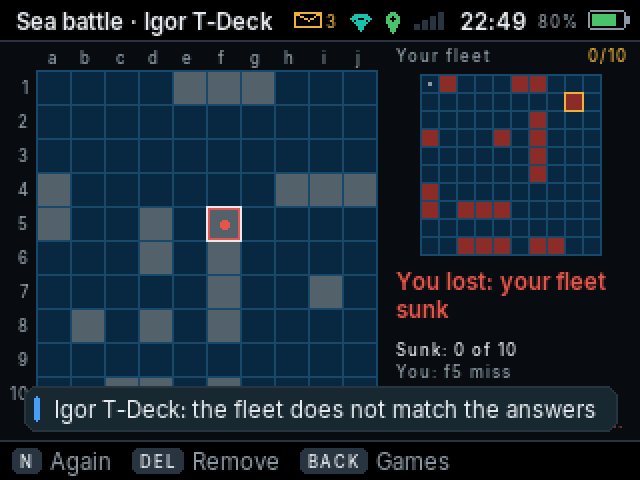 Sea battle · Igor T-Deck 3 22:49 80%
a b c d e f g h i j
Your fleet 0/10
1
2
3
4
5
6
7
8
9
10
You lost: your fleet
sunk
Sunk: 0 of 10
You: f5 miss
Igor T-Deck: the fleet does not match the answers
N Again DEL Remove BACK Games